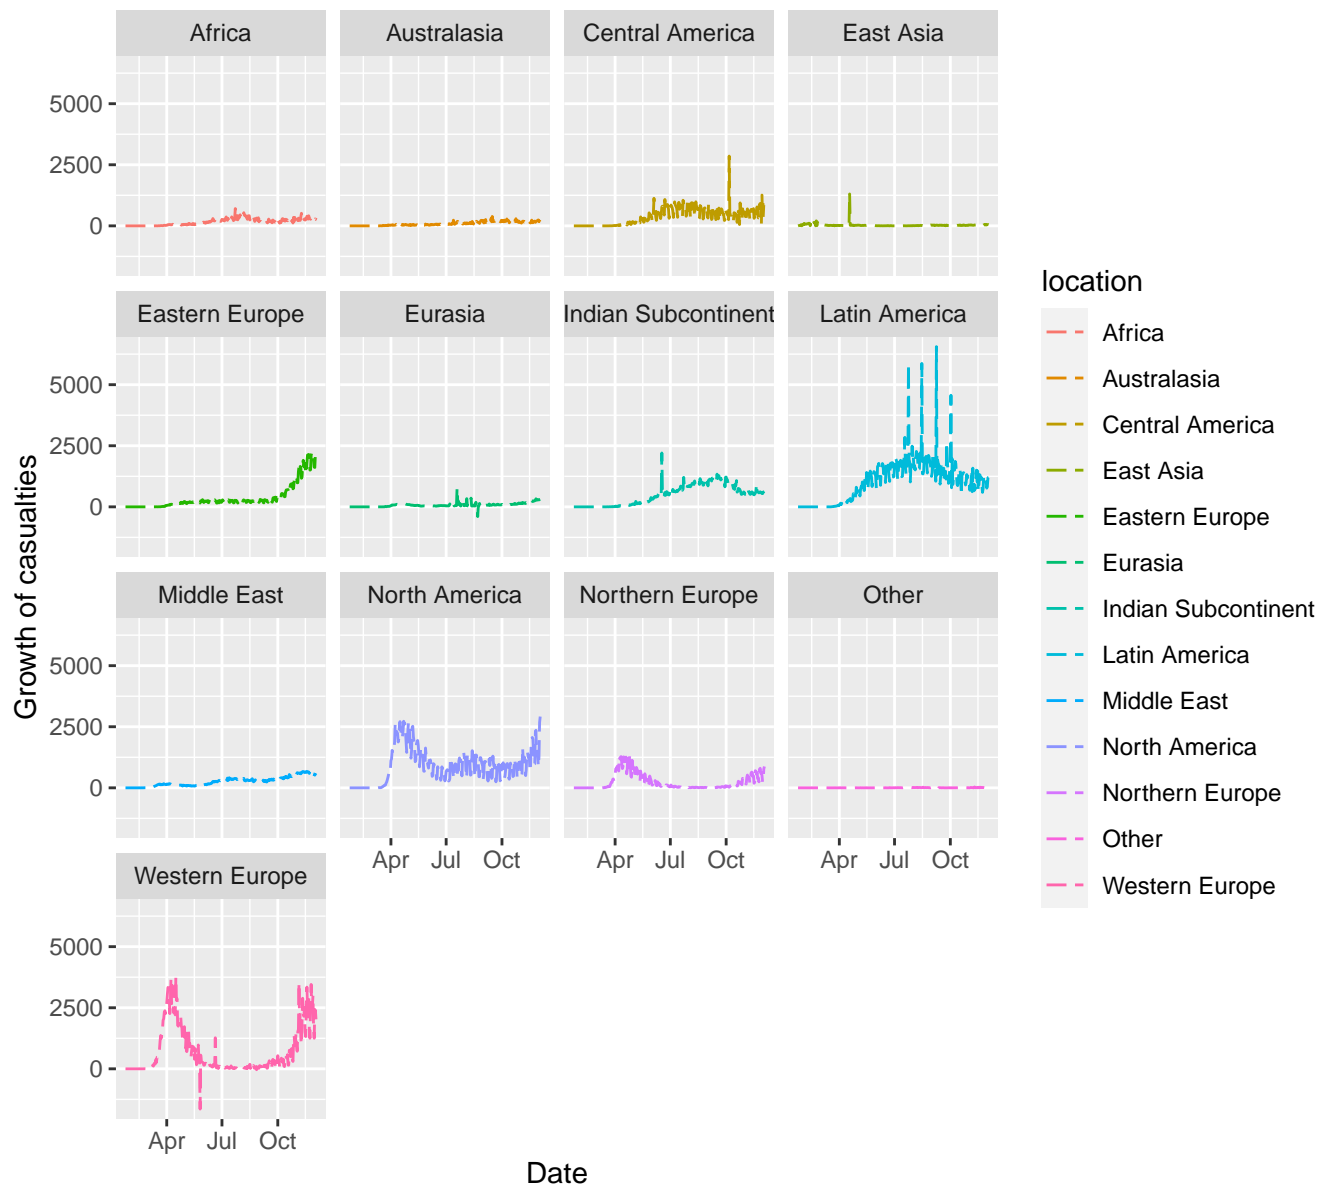 Africa Australasia Central America East Asia
5000
2500
0
Eastern Europe Eurasia Indian Subcontinent Latin America
5000
2500
0
Middle East North America Northern Europe Other
5000
2500
0
Apr Jul Oct Apr Jul Oct Apr Jul Oct
Western Europe
5000
2500
0
Apr Jul Oct
Date
Growth of casualties
location
Africa
Australasia
Central America
East Asia
Eastern Europe
Eurasia
Indian Subcontinent
Latin America
Middle East
North America
Northern Europe
Other
Western Europe